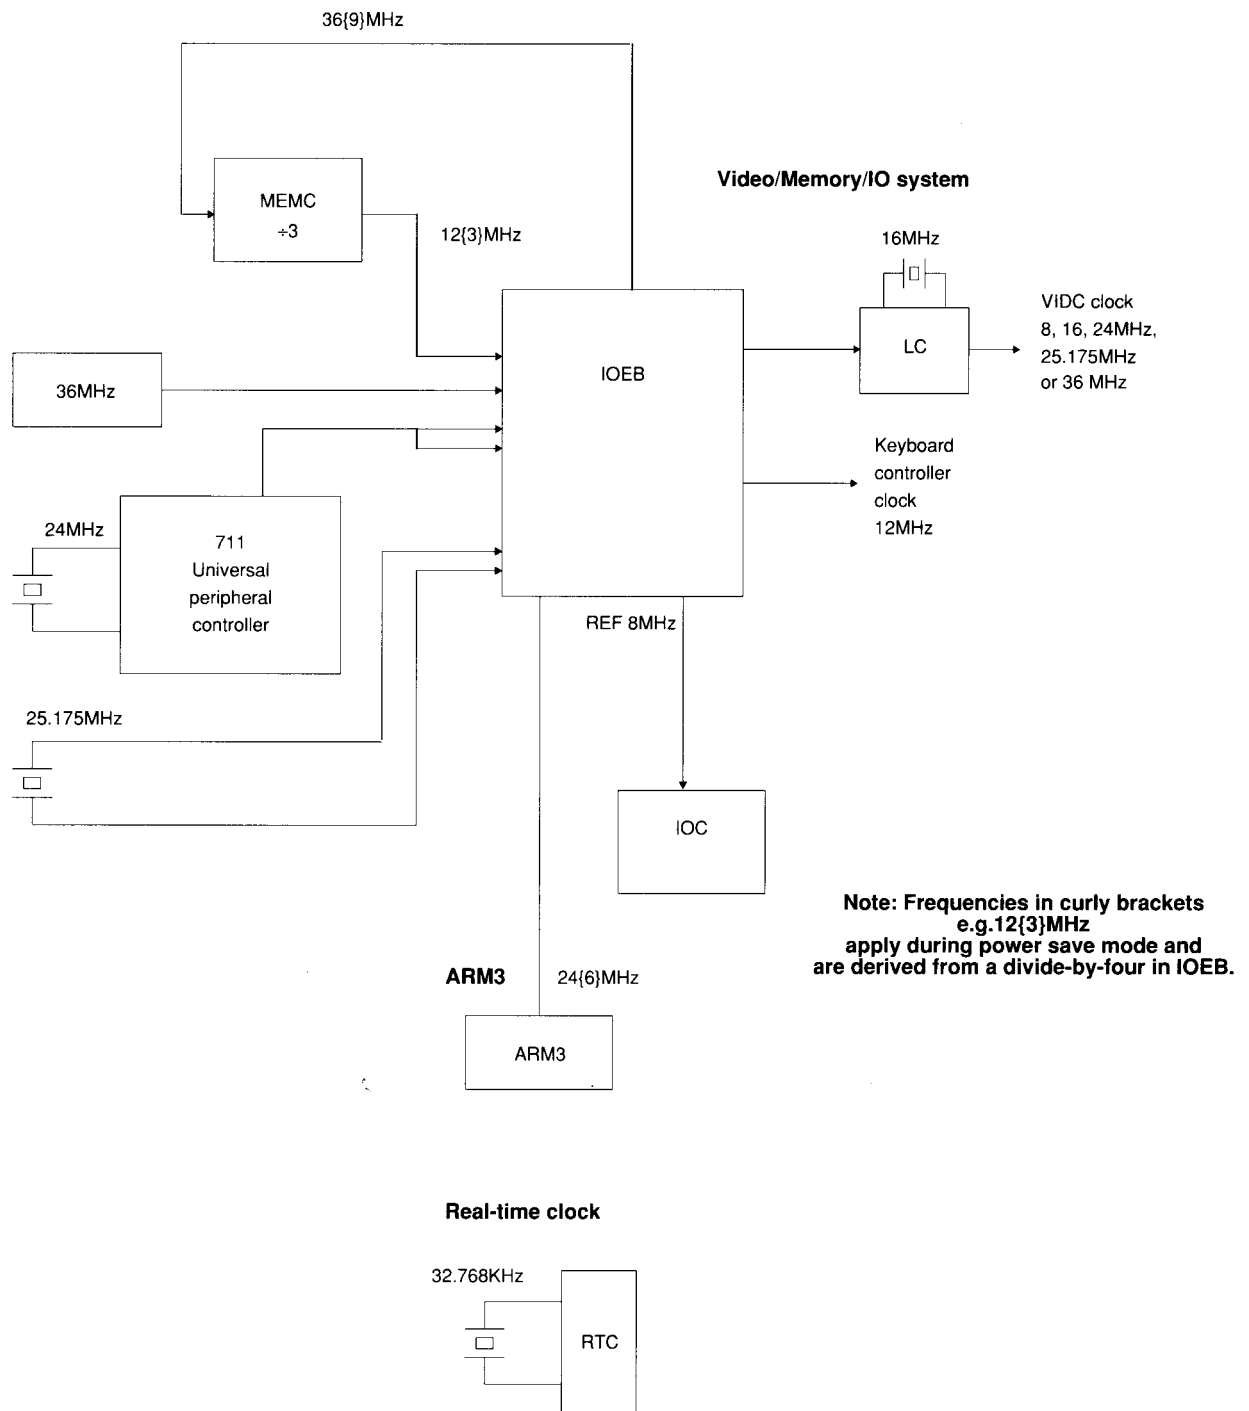 36{9}MHz
Video/Memory/IO system
MEMC
÷3
12{3}MHz
16MHz
VIDC clock
8, 16, 24MHz,
25.175MHz
or 36 MHz
LC
IOEB
36MHz
Keyboard
controller
clock
12MHz
24MHz
711
Universal
peripheral
controller
REF 8MHz
25.175MHz
IOC
Note: Frequencies in curly brackets
e.g.12{3}MHz
apply during power save mode and
are derived from a divide-by-four in IOEB.
ARM3
24{6}MHz
ARM3
Real-time clock
32.768KHz
RTC